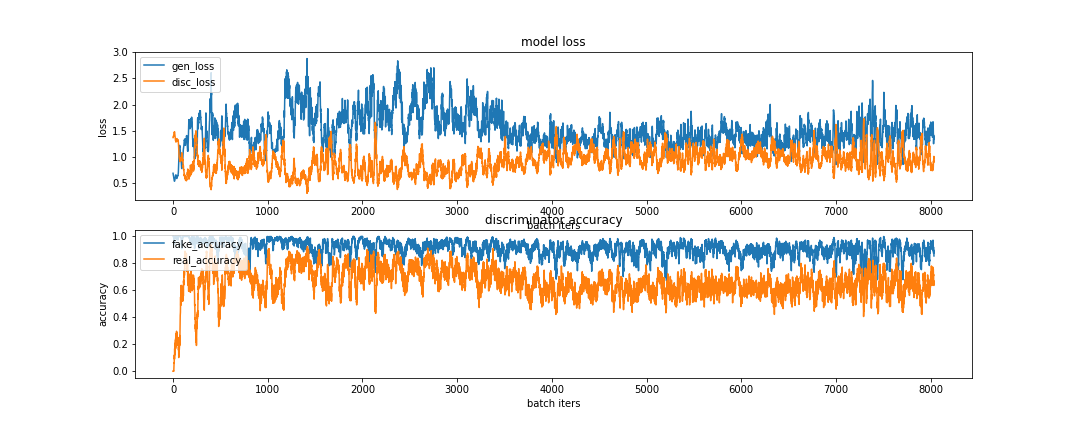 model loss
3.0
2.5
2.0
1.5
1.0
0.5
loss
gen_loss
disc_loss
0 1000 2000 3000 4000 5000 6000 7000 8000
batch iters
discriminator accuracy
1.0
0.8
0.6
0.4
0.2
0.0
accuracy
fake_accuracy
real_accuracy
0 1000 2000 3000 4000 5000 6000 7000 8000
batch iters